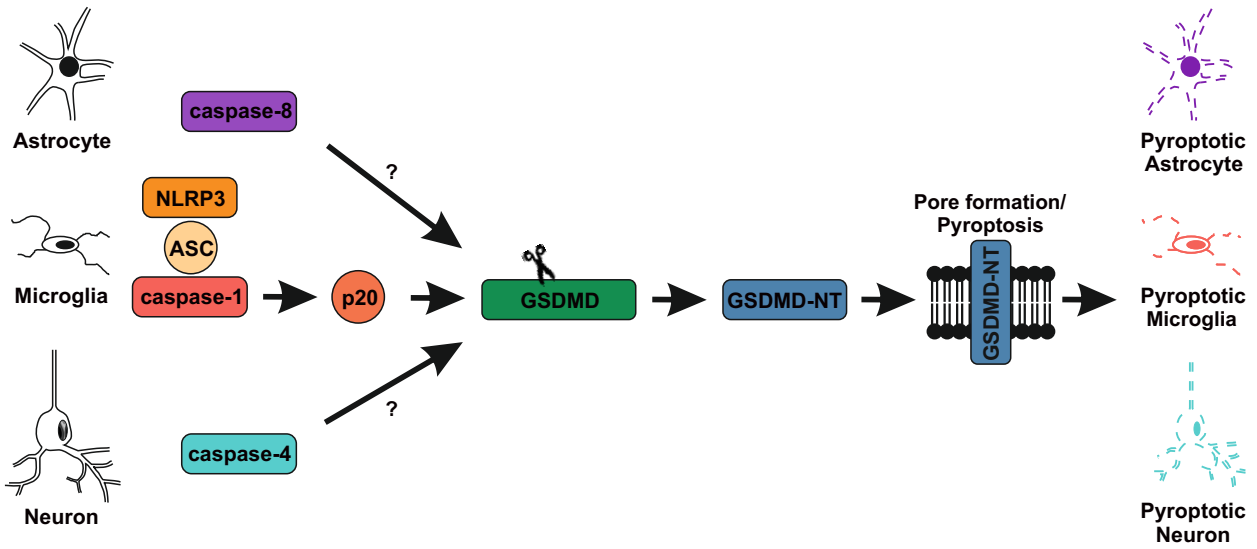 Astrocyte
caspase-8
?
NLRP3
ASC
caspase-1
Microglia
p20
GSDMD
GSDMD-NT
Pore formation/
Pyroptosis
GSDMD-NT
?
caspase-4
Neuron
Pyroptotic
Astrocyte
Pyroptotic
Microglia
Pyroptotic
Neuron